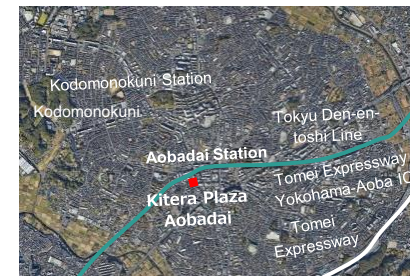 Kodomonokuni Station
Kodomonokuni
Tokyu Den-en-
toshi Line
Aobadai Station
Tomei Expressway
Yokohama-Aoba IC
Kitera Plaza
Aobadai
Tomei
Expressway